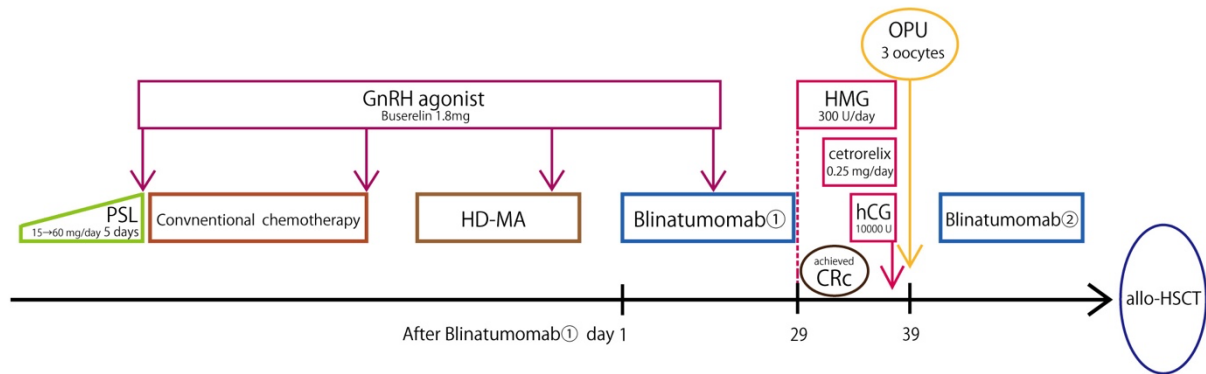 OPU
3 oocytes
GnRH agonist
Buserelin 1.8mg
HMG
300 U/day
cetrorelix
0.25 mg/day
PSL
15→60 mg/day 5 days
Convnentional chemotherapy
HD-MA
Blinatumomab①
hCG
10000 U
Blinatumomab②
achieved
CRc
allo-HSCT
After Blinatumomab① day 1
29
39